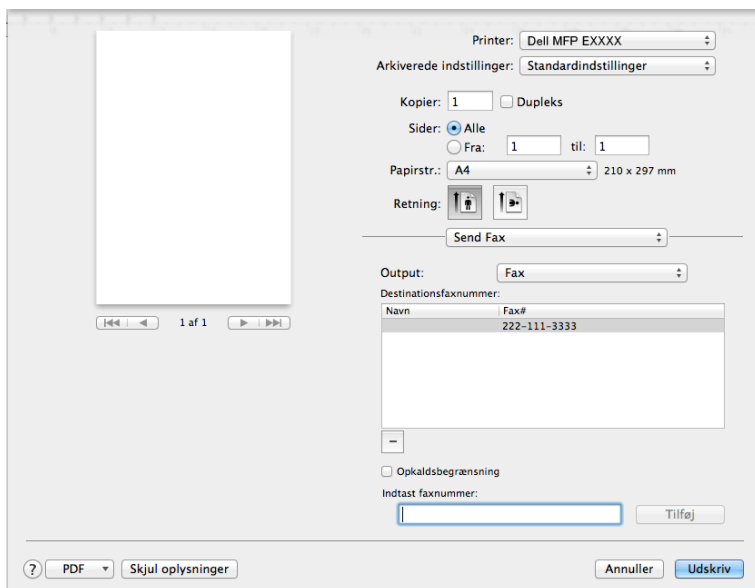 Printer: Dell MFP EXXXX
Arkiverede indstillinger: Standardindstillinger
Kopier: 1 Dupleks
Sider: Alle
Fra: 1 til: 1
Papirstr.: A4 210 x 297 mm
Retning:
Send Fax
Output: Fax
Destinationsfaxnummer:
Navn Fax#
222-111-3333
1 af 1
Opkaldsbegrænsning
Indtast faxnummer:
Tilføj
? PDF Skjul oplysninger Annuller Udskriv